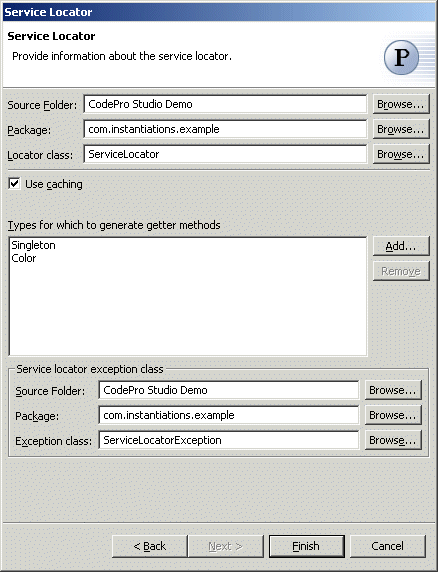 Service Locator
Service Locator
Provide information about the service locator.
P
Source Folder: CodePro Studio Demo Browse...
Package: com.instantiations.example Browse...
Locator class: ServiceLocator Browse...
Use caching
Types for which to generate getter methods
Singleton Add...
Color
Remove
Service locator exception class
Source Folder: CodePro Studio Demo Browse...
Package: com.instantiations.example Browse...
Exception class: ServiceLocatorException Browse...
< Back Next > Finish Cancel